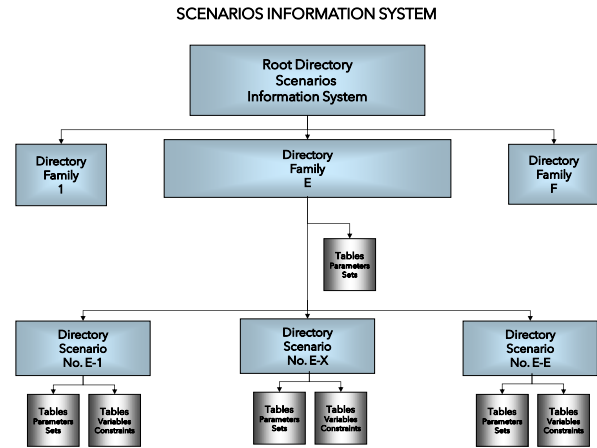 SCENARIOS INFORMATION SYSTEM
Root Directory
Scenarios
Information System
Directory
Family
1
Directory
Family
E
Directory
Family
F
Tables
Parameters
Sets
Directory
Scenario
No. E-1
Directory
Scenario
No. E-X
Directory
Scenario
No. E-E
Tables
Parameters
Sets
Tables
Variables
Constraints
Tables
Parameters
Sets
Tables
Variables
Constraints
Tables
Parameters
Sets
Tables
Variables
Constraints